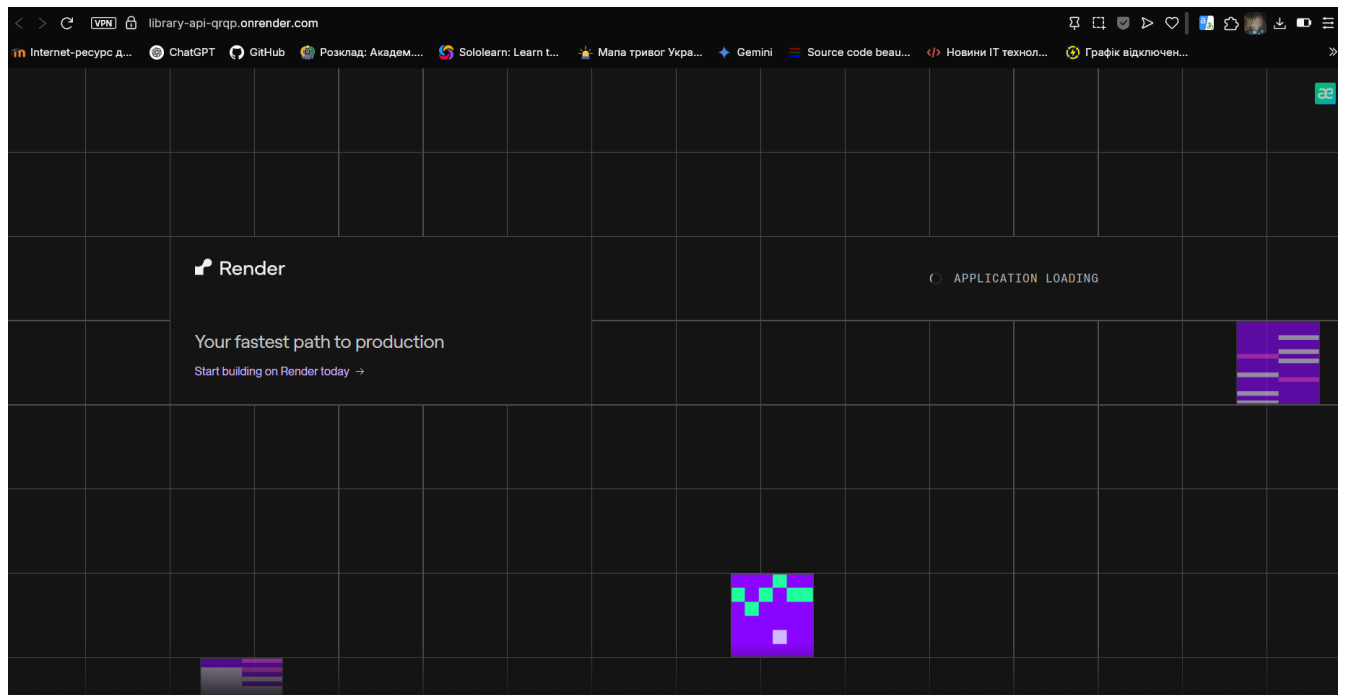 VPN library-api-qrqp.onrender.com
Internet-ресурс д... ChatGPT GitHub Розклад: Академ.... Sololearn: Learn t... Мапа тривог Укра... Gemini Source code beau... Новини IT технол... Графік відключен...
æ
Render
APPLICATION LOADING
Your fastest path to production
Start building on Render today →